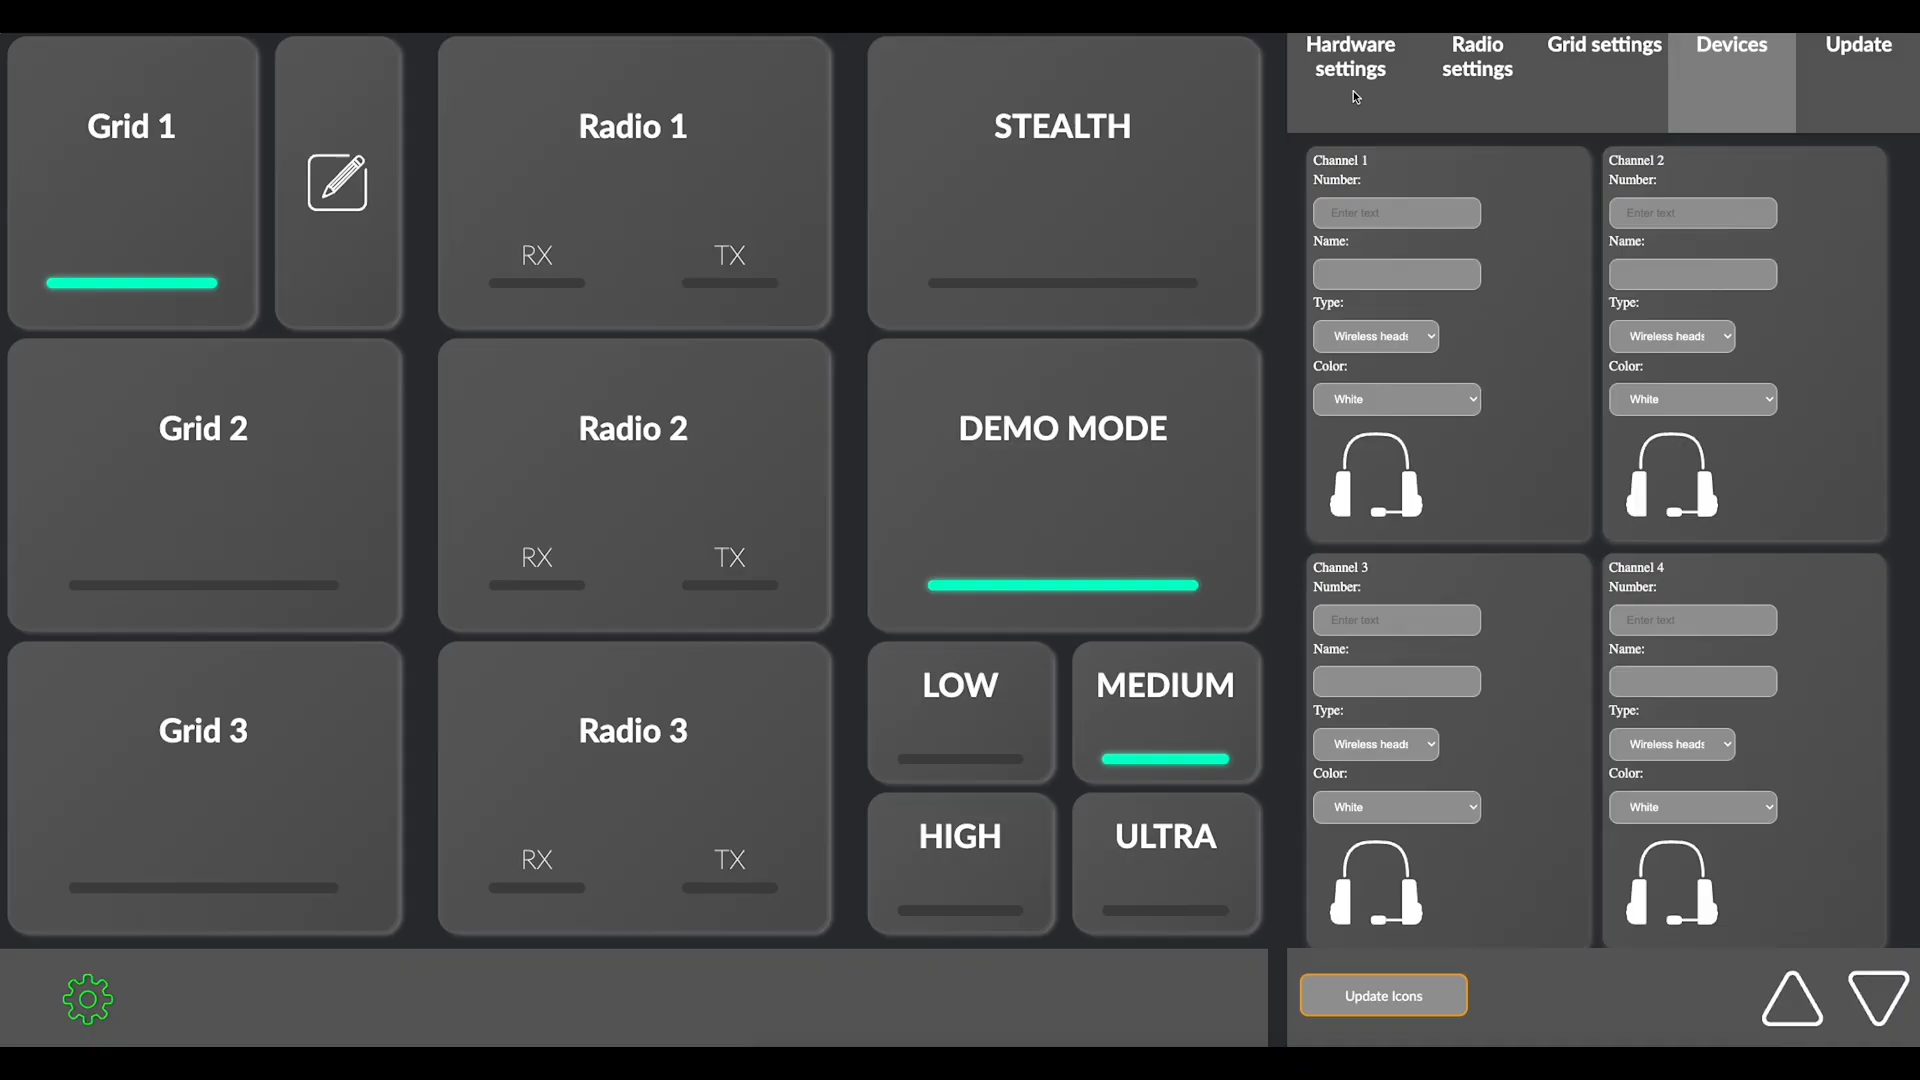 Grid 1
Radio 1
RX
TX
STEALTH
Grid 2
Radio 2
RX
TX
DEMO MODE
Grid 3
Radio 3
RX
TX
LOW
MEDIUM
HIGH
ULTRA
Hardware
settings
Radio
settings
Grid settings
Devices
Update
Channel 1
Number:
Enter text
Name:
Type:
Wireless heads
Color:
White
Channel 2
Number:
Enter text
Name:
Type:
Wireless heads
Color:
White
Channel 3
Number:
Enter text
Name:
Type:
Wireless heads
Color:
White
Channel 4
Number:
Enter text
Name:
Type:
Wireless heads
Color:
White
Update Icons